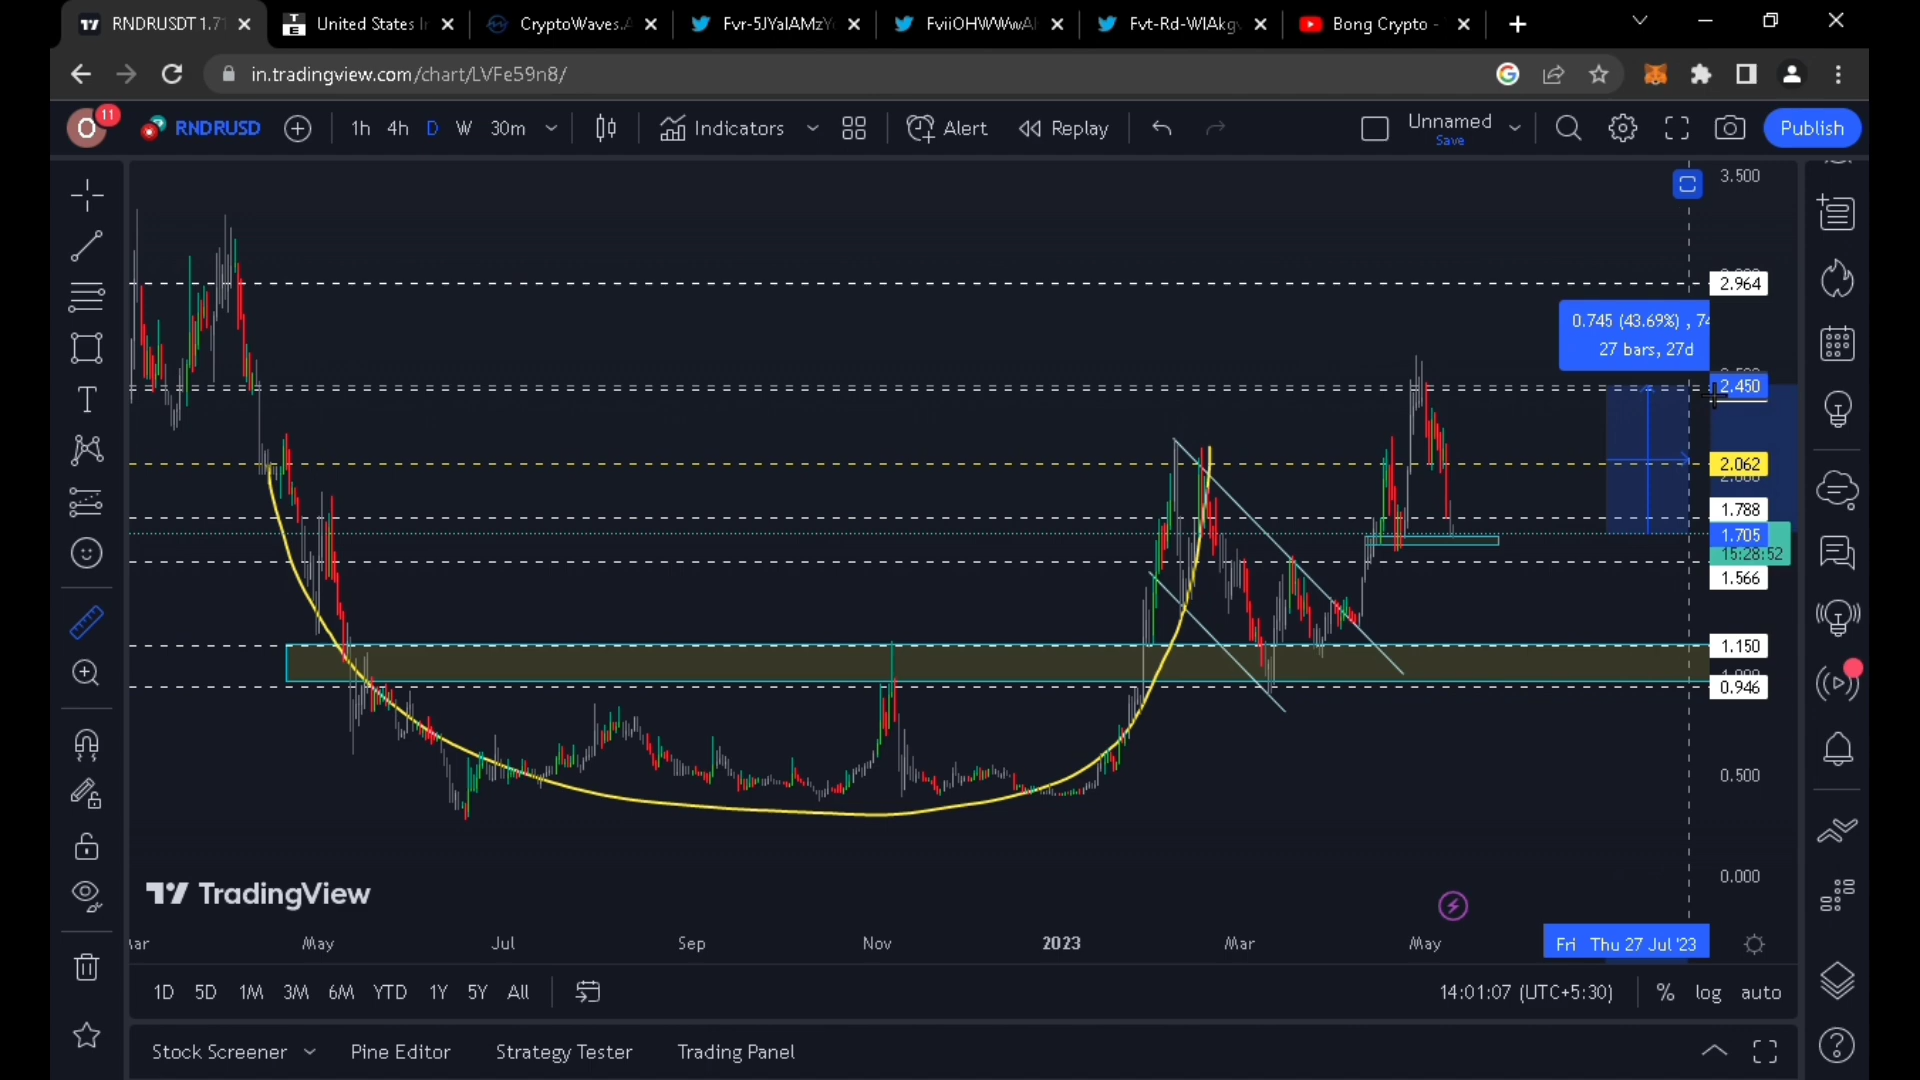 RNDRUSDT 1.71
United States I
CryptoWaves.A
Fvr-5JYaIAMzY
FviiOHWWwA
Fvt-Rd-WIAkg
Bong Crypto -
in.tradingview.com/chart/LVFe59n8/
O 11 RNDRUSD 1h 4h D W 30m Indicators Alert Replay Unnamed Save Publish
3.500
2.964
0.745 (43.69%) , 74
27 bars, 27d
2.450
2.062
1.788
1.705
15:28:52
1.566
1.150
0.946
0.500
0.000
TradingView
Mar May Jul Sep Nov 2023 Mar May Fri Thu 27 Jul '23
1D 5D 1M 3M 6M YTD 1Y 5Y All 14:01:07 (UTC+5:30) % log auto
Stock Screener Pine Editor Strategy Tester Trading Panel